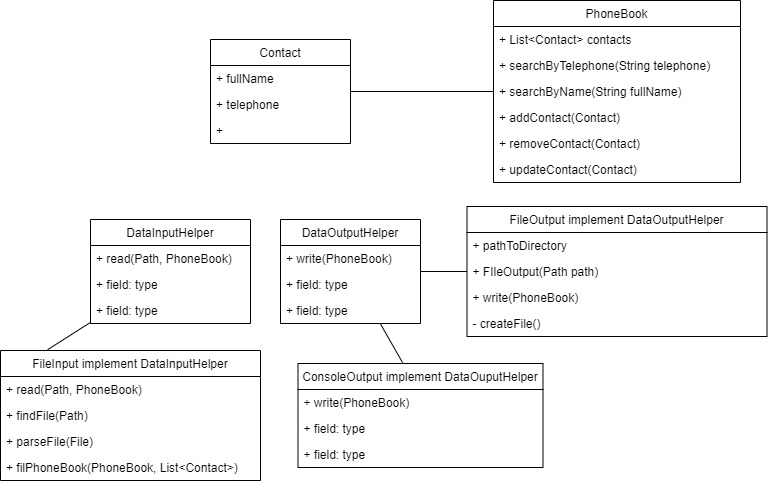 PhoneBook
+ List<Contact> contacts
+ searchByTelephone(String telephone)
+ searchByName(String fullName)
+ addContact(Contact)
+ removeContact(Contact)
+ updateContact(Contact)
Contact
+ fullName
+ telephone
+
DataInputHelper
+ read(Path, PhoneBook)
+ field: type
+ field: type
DataOutputHelper
+ write(PhoneBook)
+ field: type
+ field: type
FileOutput implement DataOutputHelper
+ pathToDirectory
+ FIleOutput(Path path)
+ write(PhoneBook)
- createFile()
FileInput implement DataInputHelper
+ read(Path, PhoneBook)
+ findFile(Path)
+ parseFile(File)
+ filPhoneBook(PhoneBook, List<Contact>)
ConsoleOutput implement DataOuputHelper
+ write(PhoneBook)
+ field: type
+ field: type